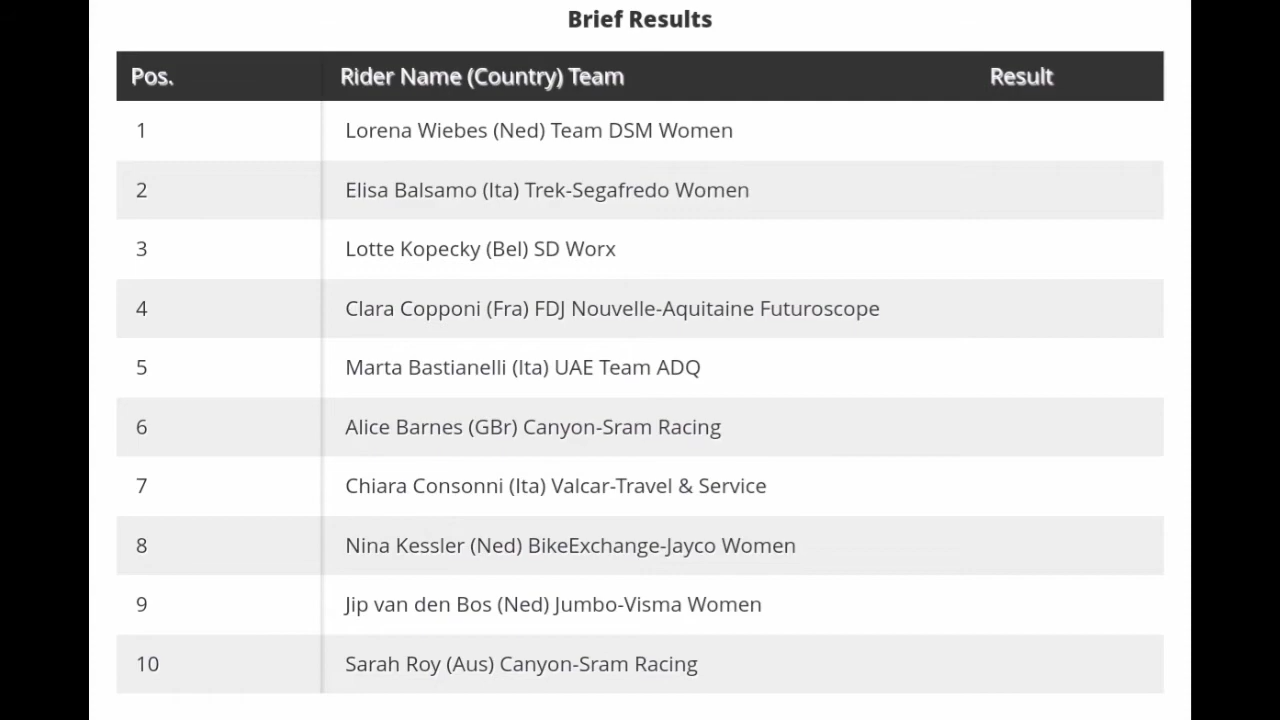 Brief Results
Pos. Rider Name (Country) Team Result
1 Lorena Wiebes (Ned) Team DSM Women
2 Elisa Balsamo (Ita) Trek-Segafredo Women
3 Lotte Kopecky (Bel) SD Worx
4 Clara Copponi (Fra) FDJ Nouvelle-Aquitaine Futuroscope
5 Marta Bastianelli (Ita) UAE Team ADQ
6 Alice Barnes (GBr) Canyon-Sram Racing
7 Chiara Consonni (Ita) Valcar-Travel & Service
8 Nina Kessler (Ned) BikeExchange-Jayco Women
9 Jip van den Bos (Ned) Jumbo-Visma Women
10 Sarah Roy (Aus) Canyon-Sram Racing